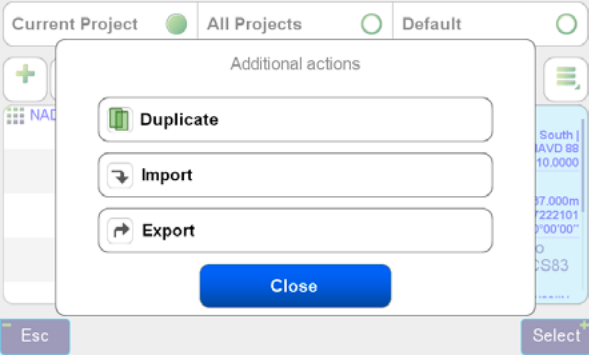 Current Project
All Projects
Default
Additional actions
NAD
South |
NAVD 88
10.0000
Duplicate
Import
37.000m
7222101
0°00'00"
Export
CS83
Close
Esc
Select